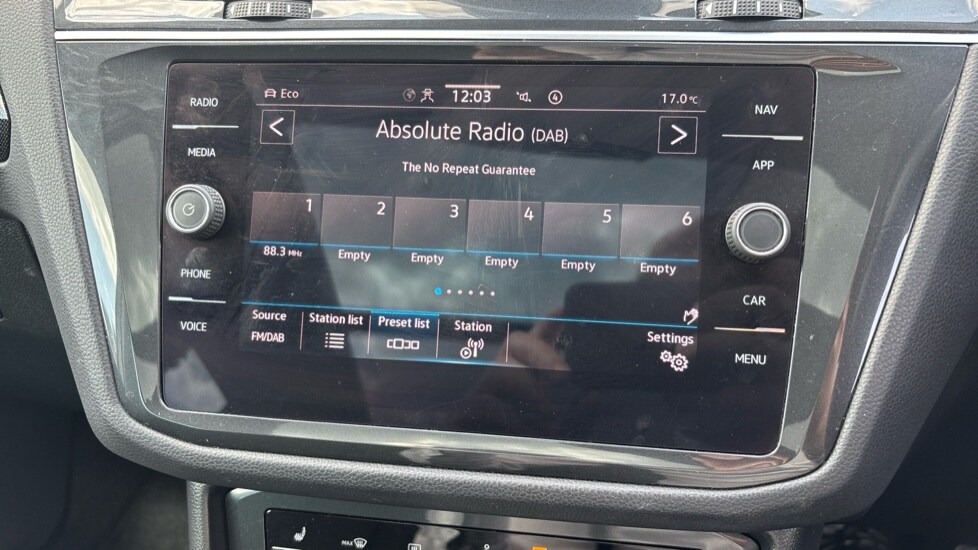 RADIO
MEDIA
PHONE
VOICE
Eco
12:03
4
17.0°C
<
Absolute Radio (DAB)
>
The No Repeat Guarantee
1 2 3 4 5 6
88.3 MHz Empty Empty Empty Empty Empty
Source Station list Preset list Station
FM/DAB
Settings
NAV
APP
CAR
MENU
MAX